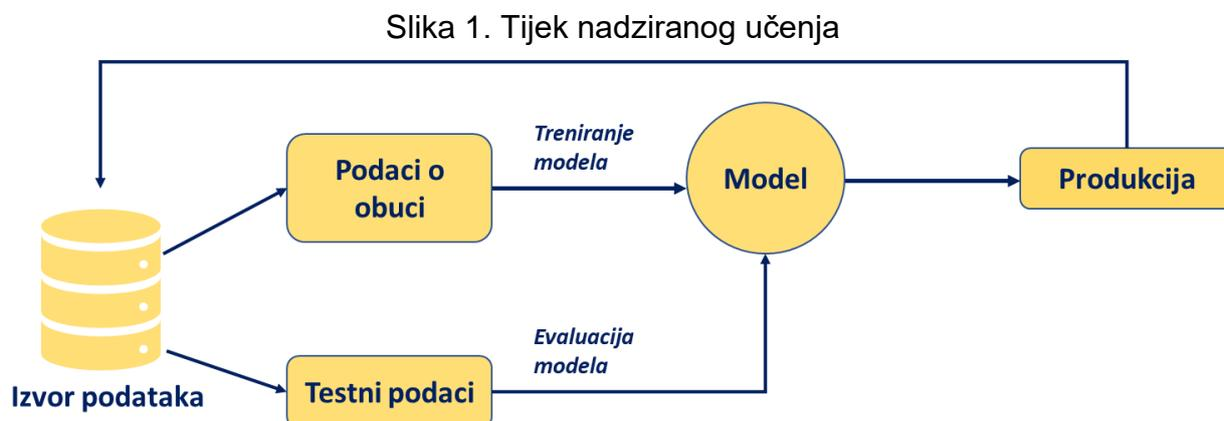 Slika 1. Tijek nadziranog učenja
Podaci o
obuci
Treniranje
modela
Model
Produkcija
Izvor podataka
Testni podaci
Evaluacija
modela